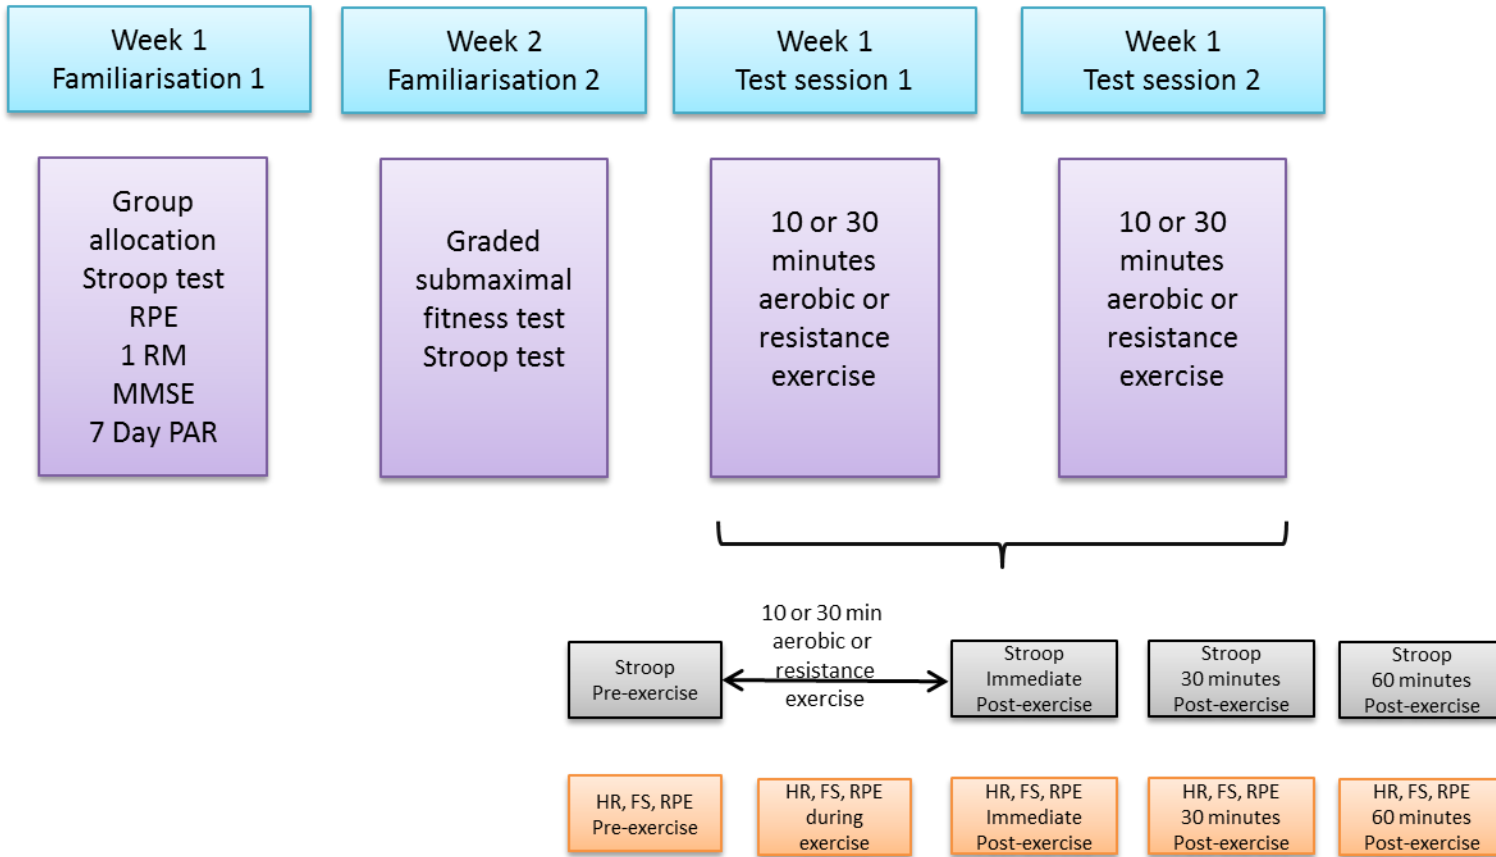 Week 1
Familiarisation 1
Week 2
Familiarisation 2
Week 1
Test session 1
Week 1
Test session 2
Group
allocation
Stroop test
RPE
1 RM
MMSE
7 Day PAR
Graded
submaximal
fitness test
Stroop test
10 or 30
minutes
aerobic or
resistance
exercise
10 or 30
minutes
aerobic or
resistance
exercise
Stroop
Pre-exercise
10 or 30 min
aerobic or
resistance
exercise
Stroop
Immediate
Post-exercise
Stroop
30 minutes
Post-exercise
Stroop
60 minutes
Post-exercise
HR, FS, RPE
Pre-exercise
HR, FS, RPE
during
exercise
HR, FS, RPE
Immediate
Post-exercise
HR, FS, RPE
30 minutes
Post-exercise
HR, FS, RPE
60 minutes
Post-exercise